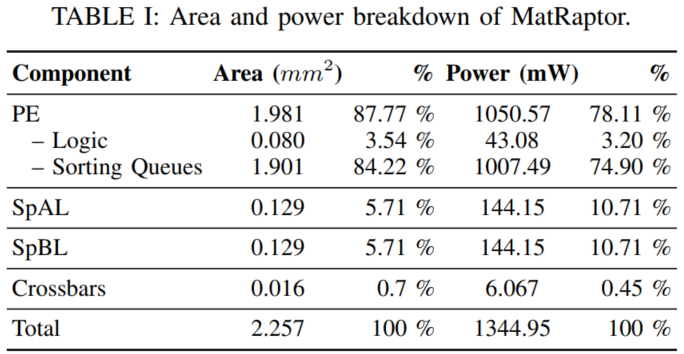 TABLE I: Area and power breakdown of MatRaptor.
Component Area (mm²) % Power (mW) %
PE 1.981 87.77 % 1050.57 78.11 %
– Logic 0.080 3.54 % 43.08 3.20 %
– Sorting Queues 1.901 84.22 % 1007.49 74.90 %
SpAL 0.129 5.71 % 144.15 10.71 %
SpBL 0.129 5.71 % 144.15 10.71 %
Crossbars 0.016 0.7 % 6.067 0.45 %
Total 2.257 100 % 1344.95 100 %